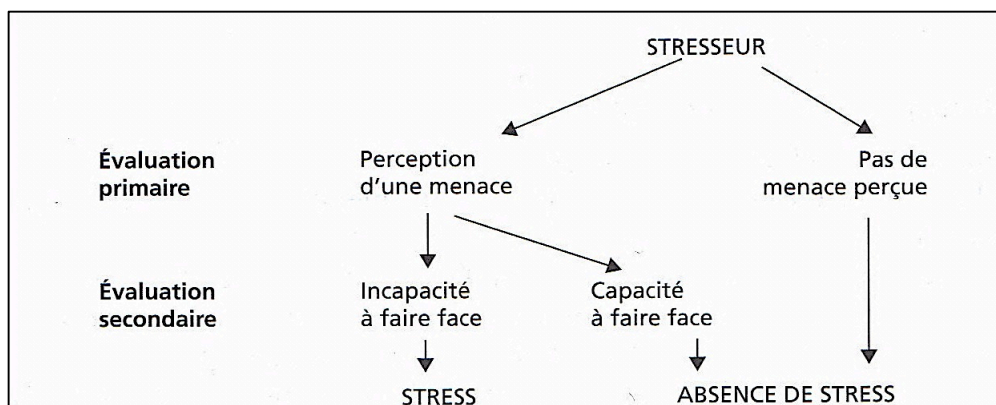 STRESSEUR
Évaluation
primaire
Perception
d'une menace
Pas de
menace perçue
Évaluation
secondaire
Incapacité
à faire face
Capacité
à faire face
STRESS
ABSENCE DE STRESS